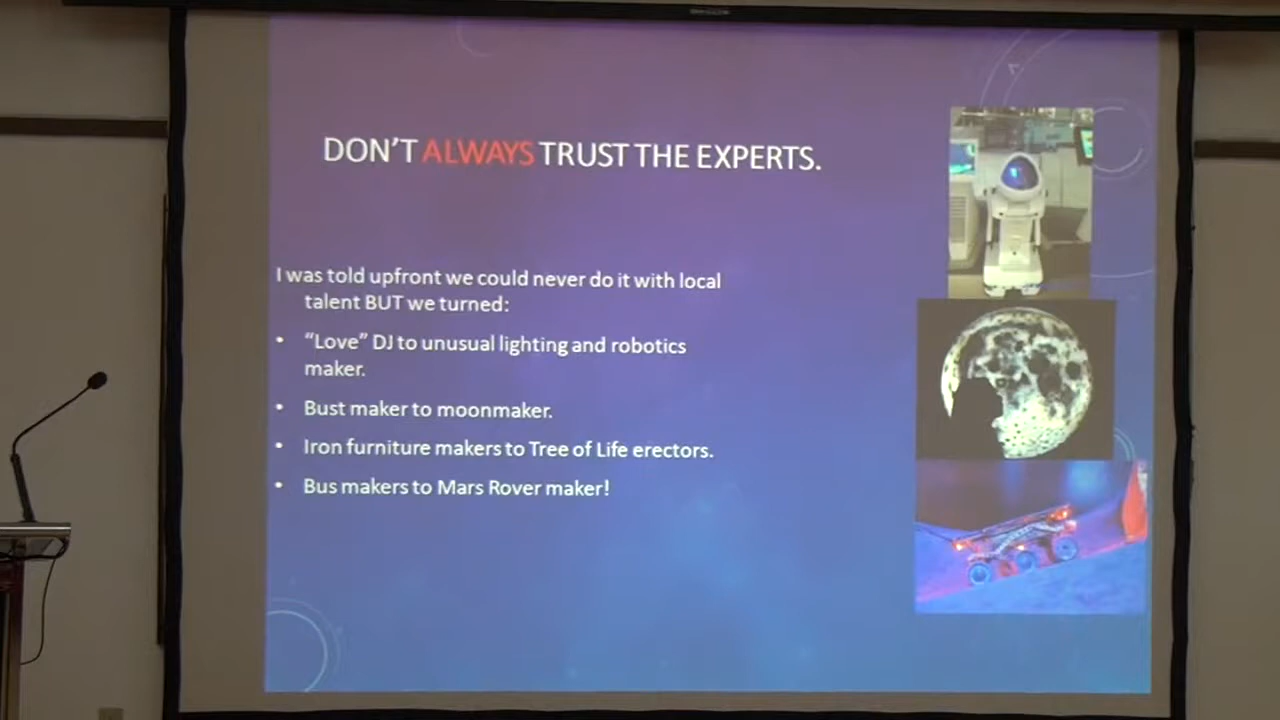 DON'T ALWAYS TRUST THE EXPERTS.
I was told upfront we could never do it with local
talent BUT we turned:
• “Love” DJ to unusual lighting and robotics
maker.
• Bust maker to moonmaker.
• Iron furniture makers to Tree of Life erectors.
• Bus makers to Mars Rover maker!